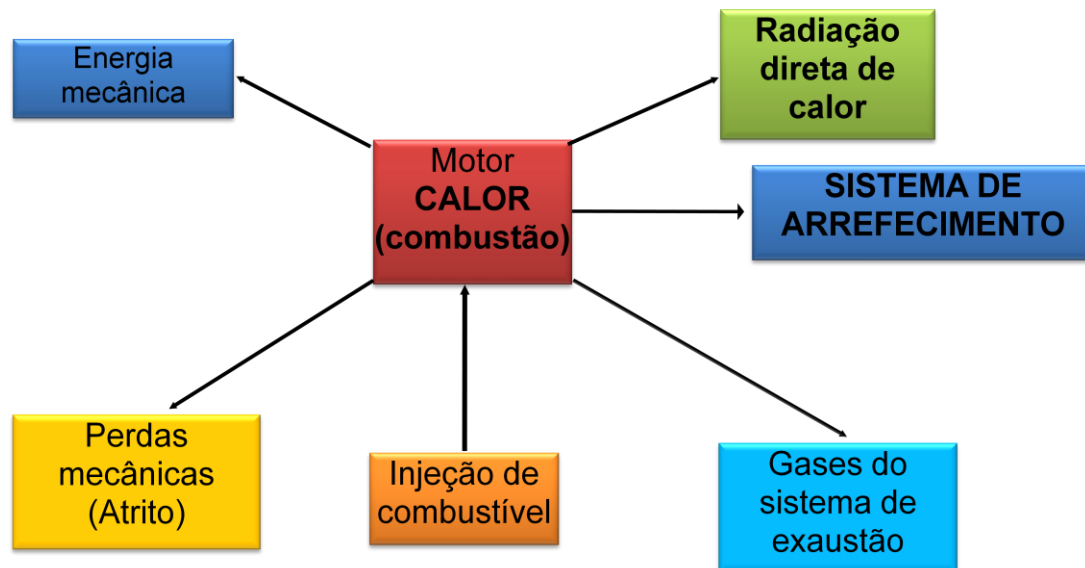 Energia
mecânica
Radiação
direta de
calor
Motor
CALOR
(combustão)
SISTEMA DE
ARREFECIMENTO
Perdas
mecânicas
(Atrito)
Injeção de
combustível
Gases do
sistema de
exaustão